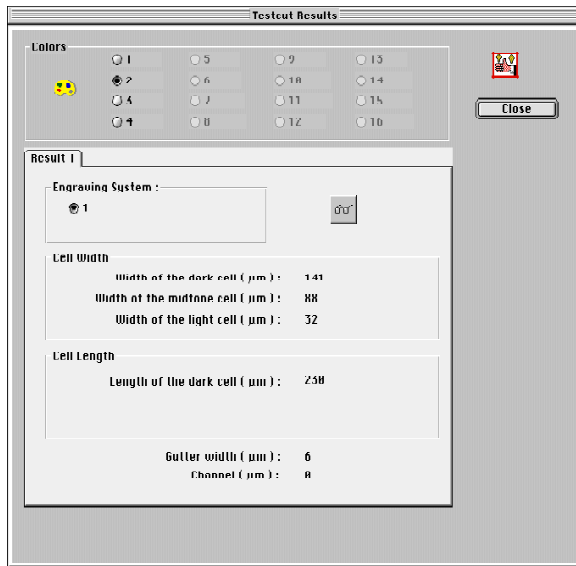 Testcut Results
Colors
1 5 9 13
2 6 10 14
3 7 11 15
4 8 12 16
Close
Result 1
Engraving System :
1
Cell Width
Width of the dark cell ( µm ) : 141
Width of the midtone cell ( µm ) : 88
Width of the light cell ( µm ) : 32
Cell Length
Length of the dark cell ( µm ) :
Gutter width ( µm ) : 6
Channel ( µm ) : 0